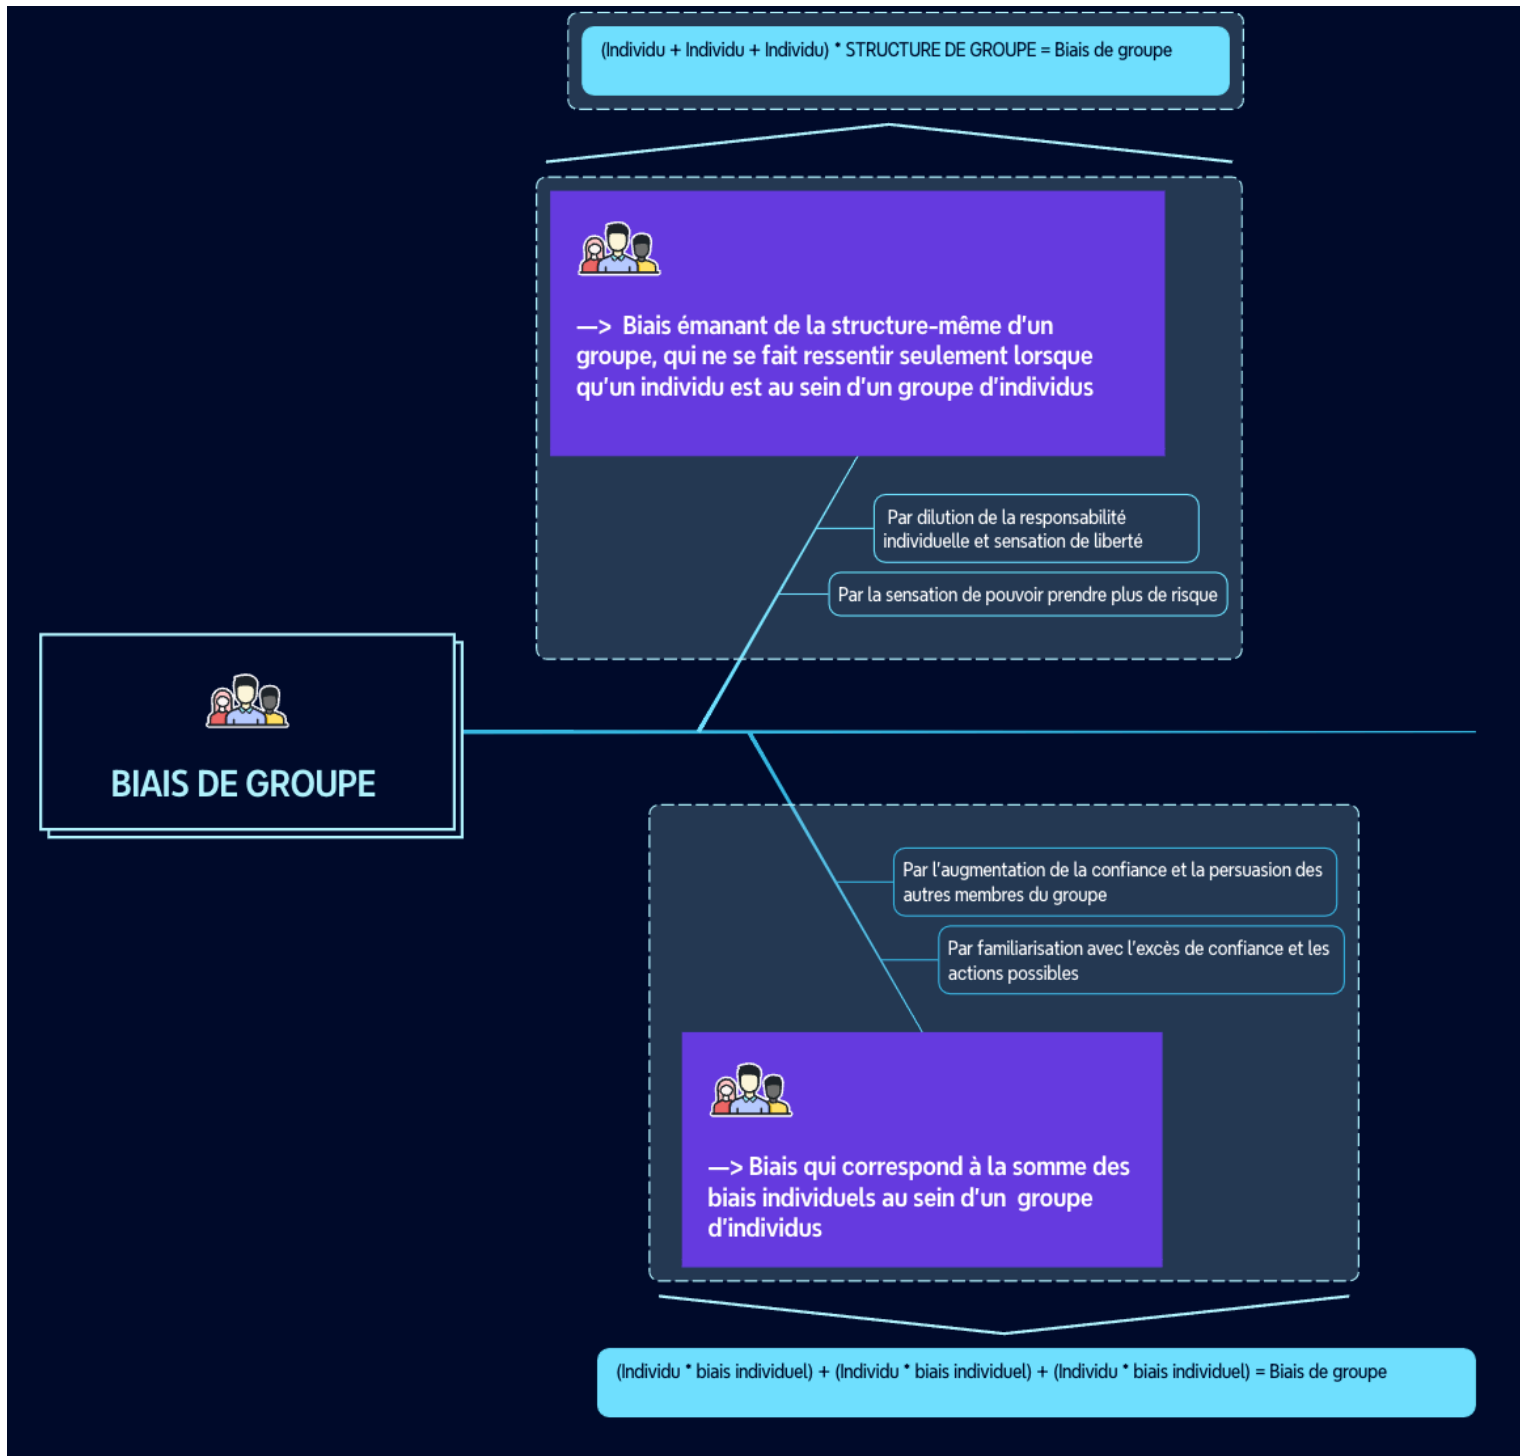 (Individu + Individu + Individu) * STRUCTURE DE GROUPE = Biais de groupe
—> Biais émanant de la structure-même d'un
groupe, qui ne se fait ressentir seulement lorsque
qu'un individu est au sein d'un groupe d'individus
Par dilution de la responsabilité
individuelle et sensation de liberté
Par la sensation de pouvoir prendre plus de risque
BIAIS DE GROUPE
Par l'augmentation de la confiance et la persuasion des
autres membres du groupe
Par familiarisation avec l'excès de confiance et les
actions possibles
—> Biais qui correspond à la somme des
biais individuels au sein d'un groupe
d'individus
(Individu * biais individuel) + (Individu * biais individuel) + (Individu * biais individuel) = Biais de groupe